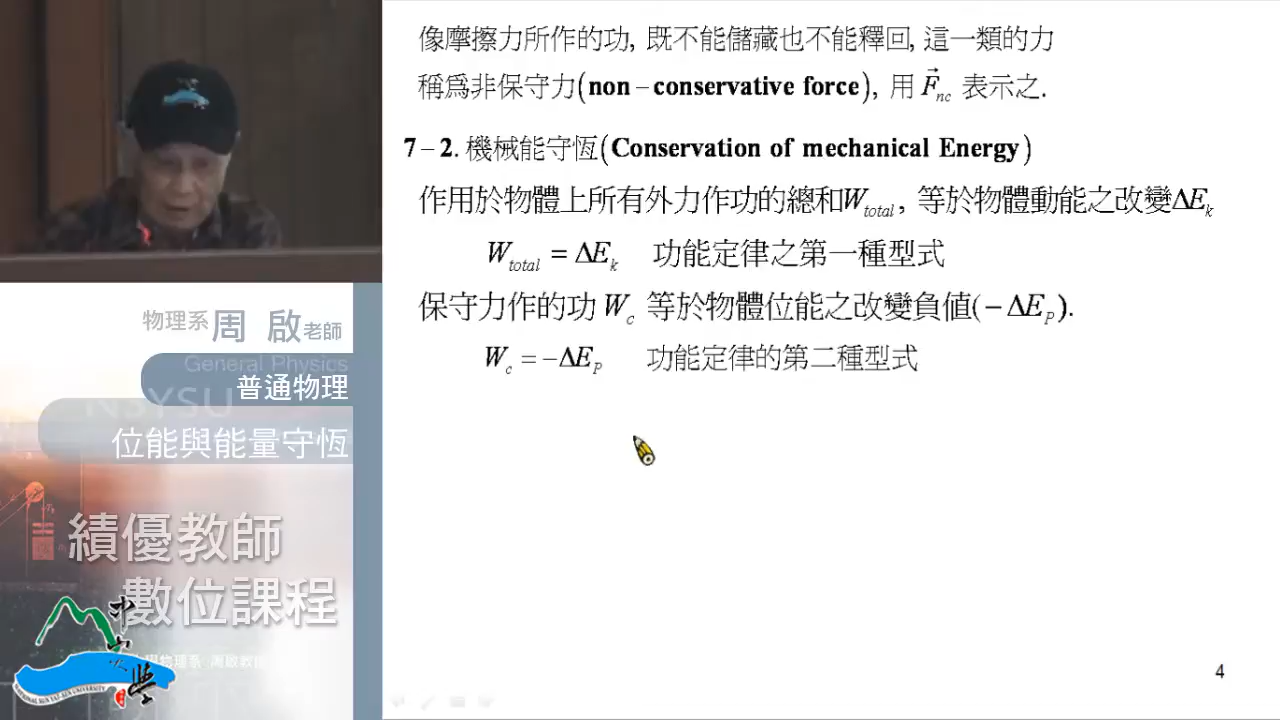 像摩擦力所作的功, 既不能儲藏也不能釋回, 這一類的力
稱為非保守力(non-conservative force), 用 F⃗nc 表示之.
7-2. 機械能守恆(Conservation of mechanical Energy)
作用於物體上所有外力作功的總和Wtotal, 等於物體動能之改變ΔEk
Wtotal = ΔEk 功能定律之第一種型式
保守力作的功 Wc 等於物體位能之改變負值(-ΔEP).
Wc = -ΔEP 功能定律的第二種型式
4
物理系周 啟老師
General Physics
普通物理
NSYSU
位能與能量守恆
績優教師
數位課程